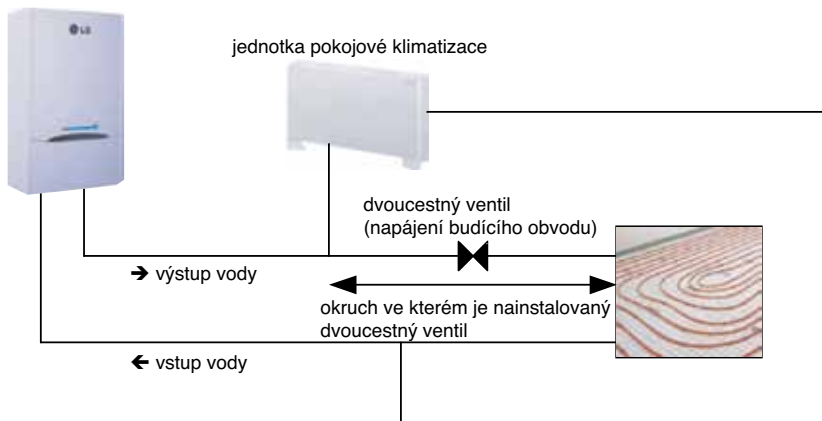 LG
jednotka pokojové klimatizace
dvoucestný ventil
(napájení budícího obvodu)
➔ výstup vody
okruch ve kterém je nainstalovaný
dvoucestný ventil
🡰 vstup vody